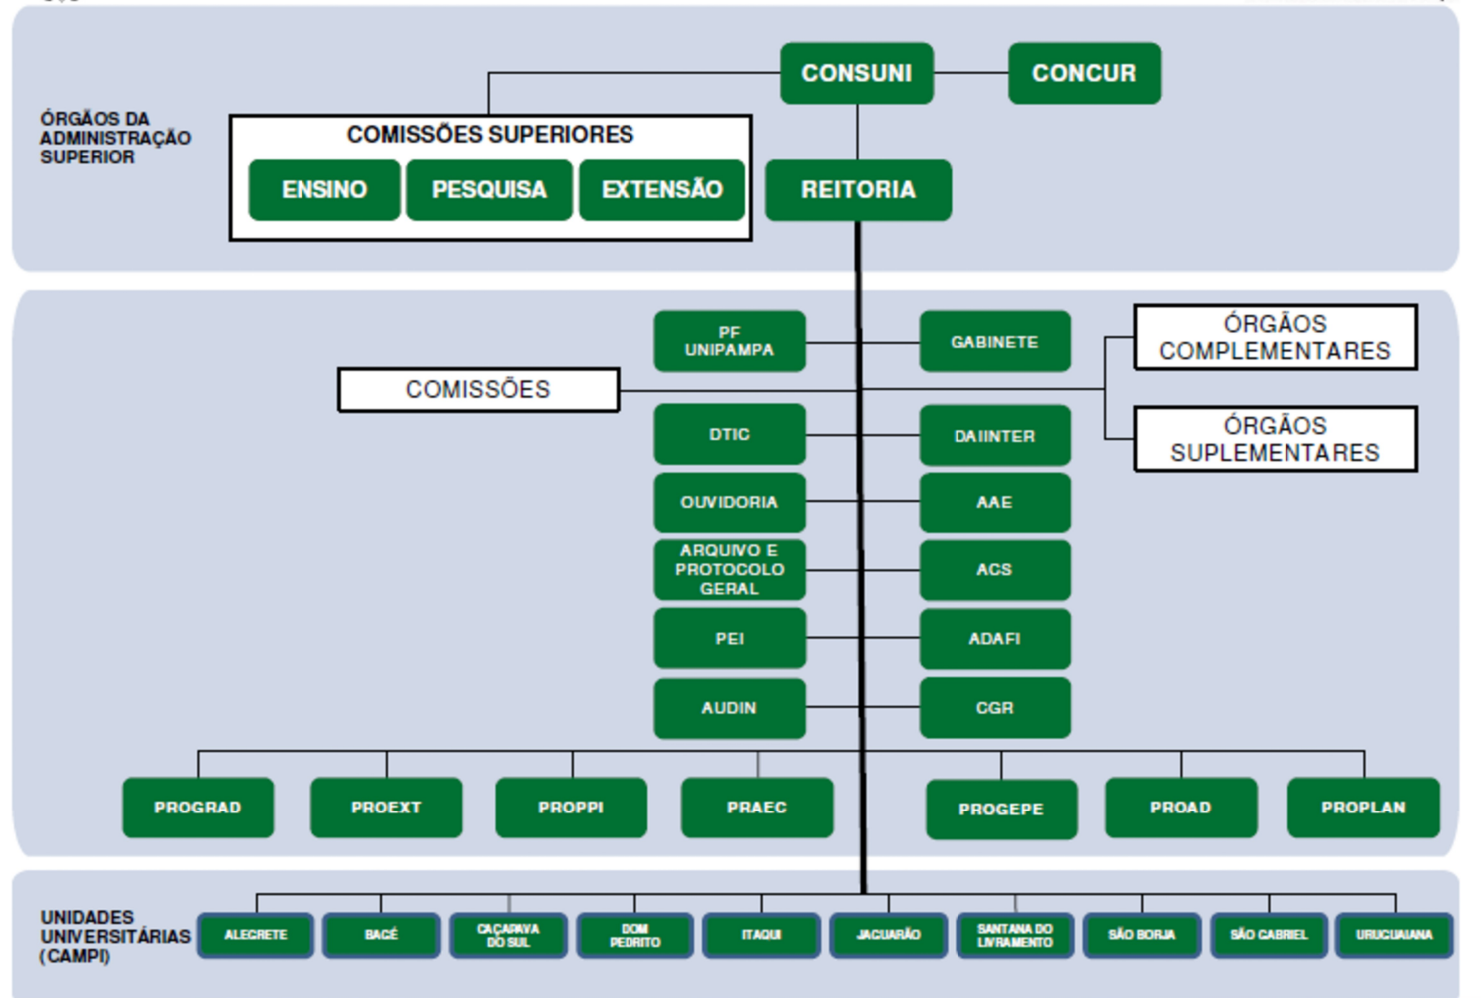 CONSUNI
CONCUR
ÓRGÃOS DA
ADMINISTRAÇÃO
SUPERIOR
COMISSÕES SUPERIORES
ENSINO
PESQUISA
EXTENSÃO
REITORIA
PF
UNIPAMPA
GABINETE
ÓRGÃOS
COMPLEMENTARES
COMISSÕES
DTIC
DAIINTER
ÓRGÃOS
SUPLEMENTARES
OUVIDORIA
AAE
ARQUIVO E
PROTOCOLO
GERAL
ACS
PEI
ADAFI
AUDIN
CGR
PROGRAD
PROEXT
PROPPI
PRAEC
PROGEPE
PROAD
PROPLAN
UNIDADES
UNIVERSITÁRIAS
(CAMPI)
ALEGRETE
BAGÉ
CAÇAPAVA
DO SUL
DOM
PEDRITO
ITAQUI
JAGUARÃO
SANTANA DO
LIVRAMENTO
SÃO BORJA
SÃO GABRIEL
URUGUAIANA